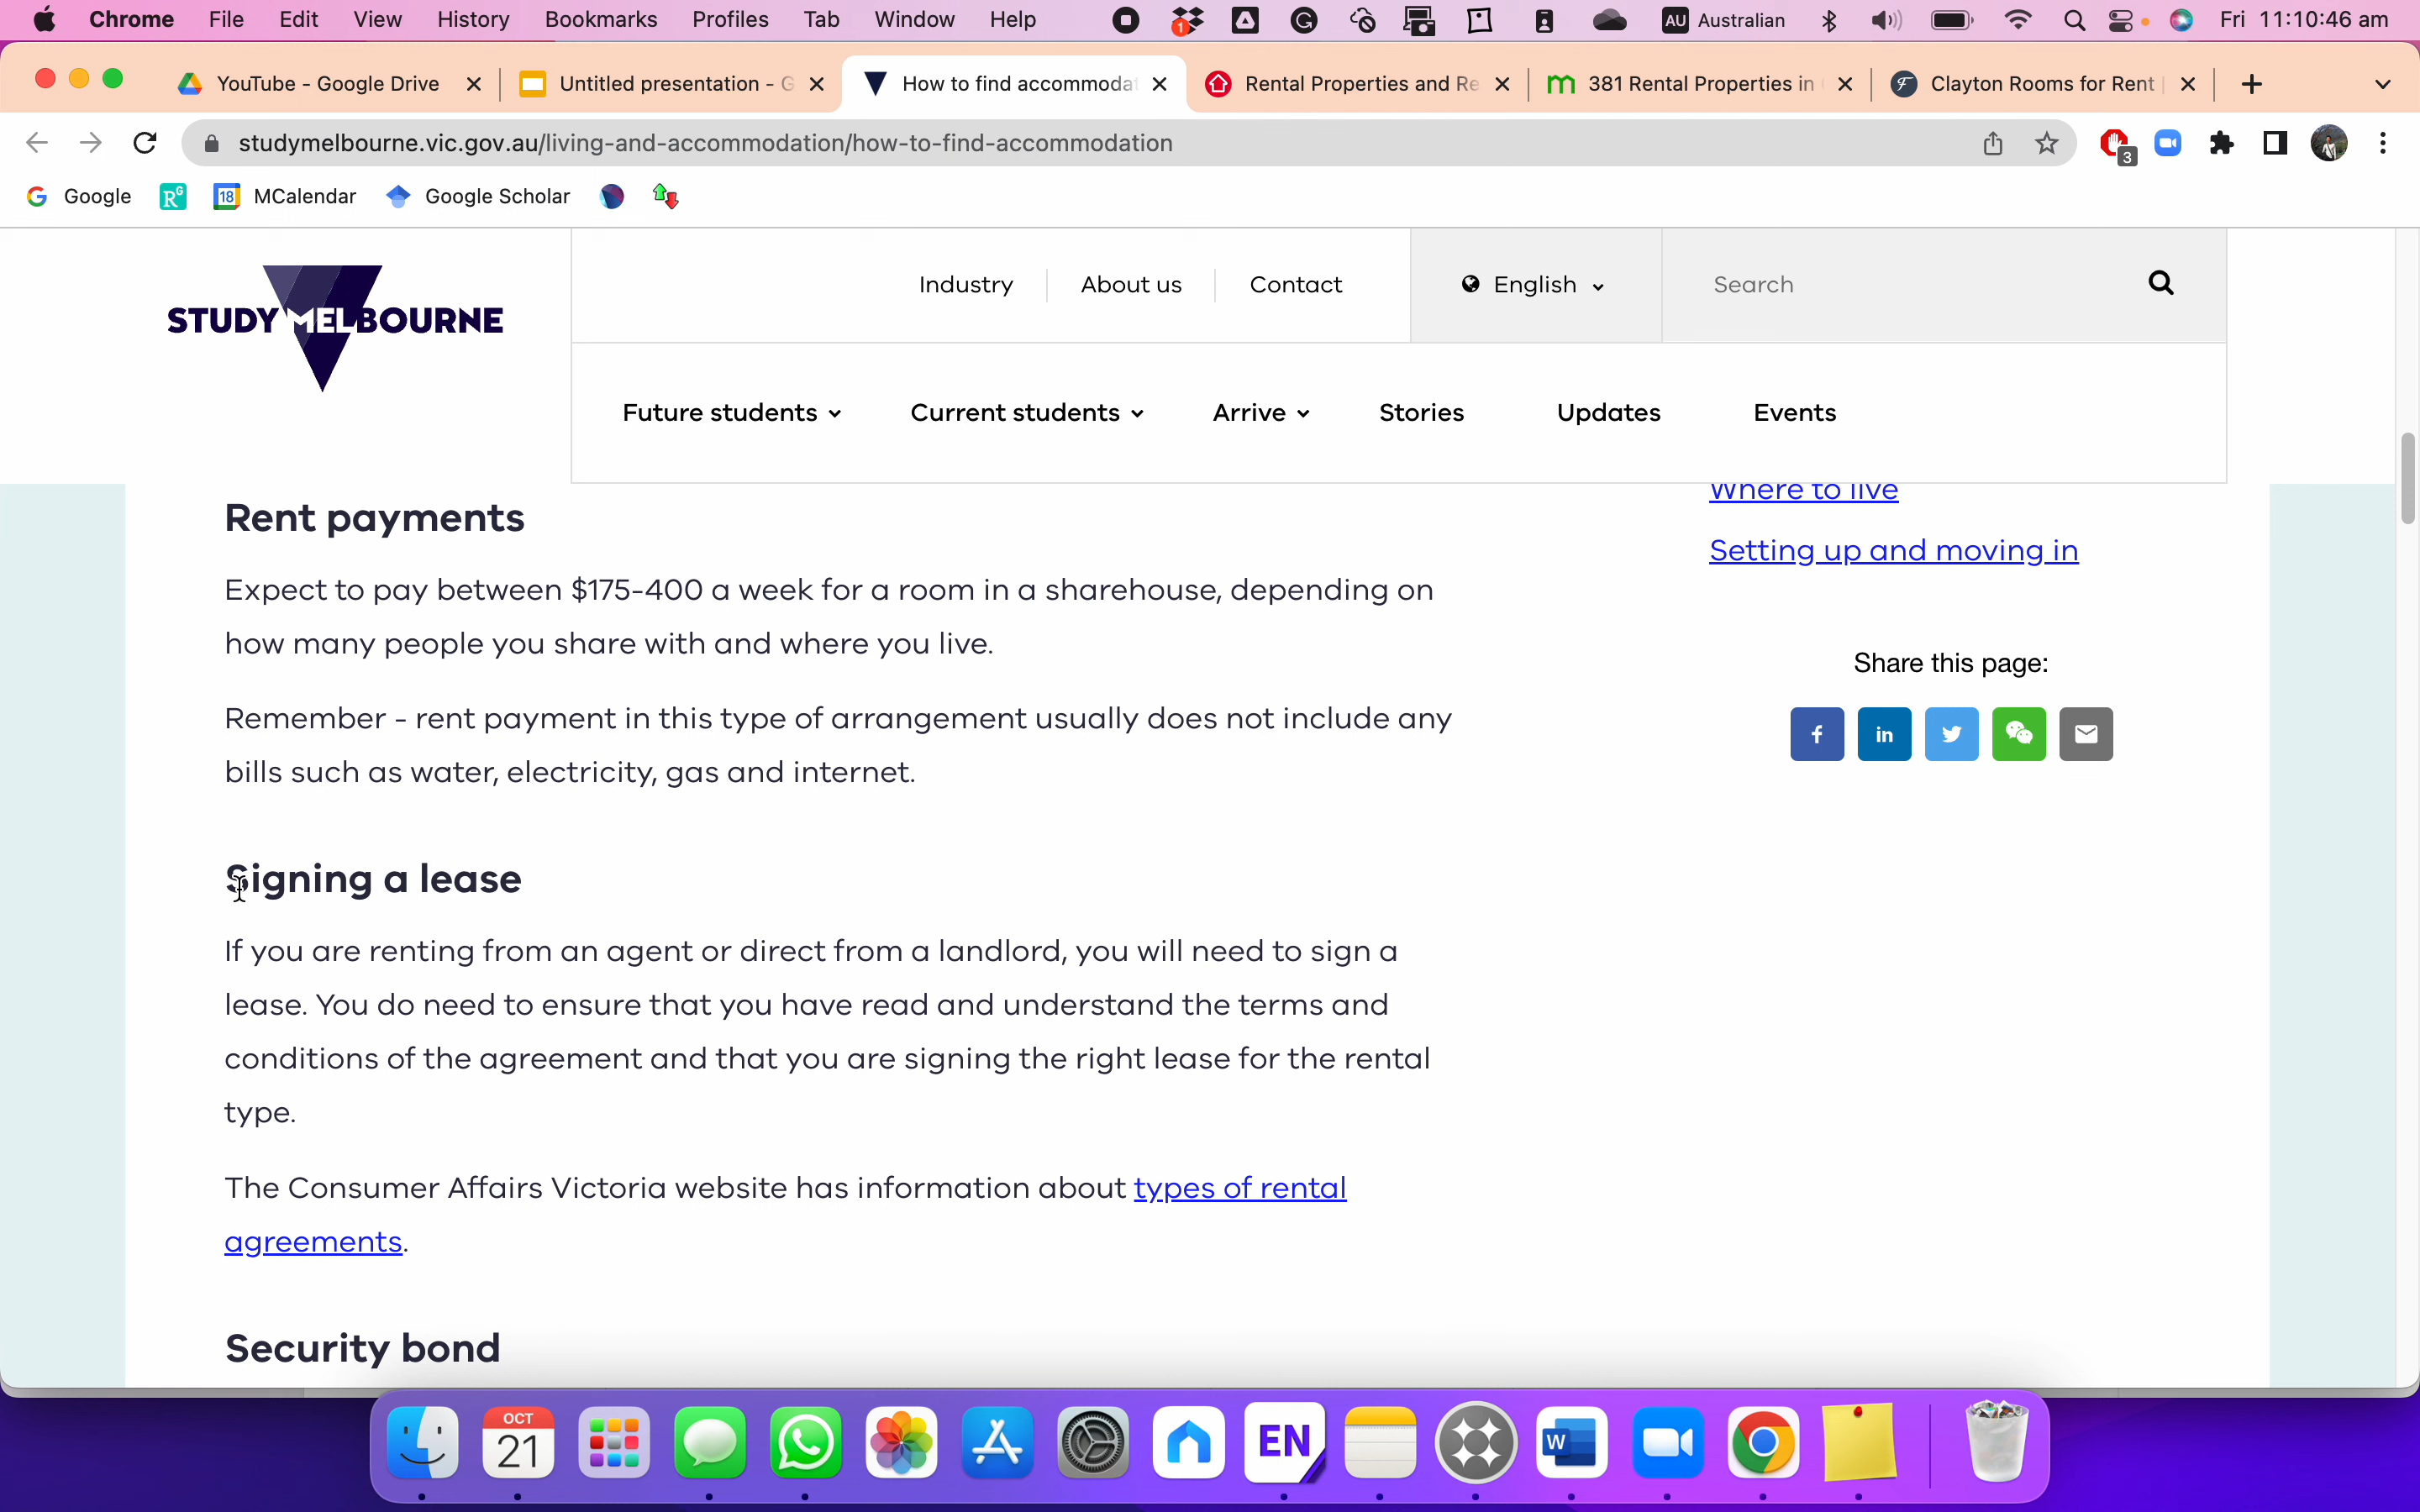 Chrome File Edit View History Bookmarks Profiles Tab Window Help 1 AU Australian Fri 11:10:46 am
YouTube - Google Drive Untitled presentation - G How to find accommodat Rental Properties and Re 381 Rental Properties in Clayton Rooms for Rent |
studymelbourne.vic.gov.au/living-and-accommodation/how-to-find-accommodation 3
Google RG 18 MCalendar Google Scholar
STUDY MELBOURNE
Industry About us Contact English Search
Future students Current students Arrive Stories Updates Events
Where to live
Rent payments
Setting up and moving in
Expect to pay between $175-400 a week for a room in a sharehouse, depending on
how many people you share with and where you live.
Share this page:
Remember - rent payment in this type of arrangement usually does not include any
bills such as water, electricity, gas and internet.
f in
Signing a lease
If you are renting from an agent or direct from a landlord, you will need to sign a
lease. You do need to ensure that you have read and understand the terms and
conditions of the agreement and that you are signing the right lease for the rental
type.
The Consumer Affairs Victoria website has information about types of rental
agreements.
Security bond
OCT
21
EN
W